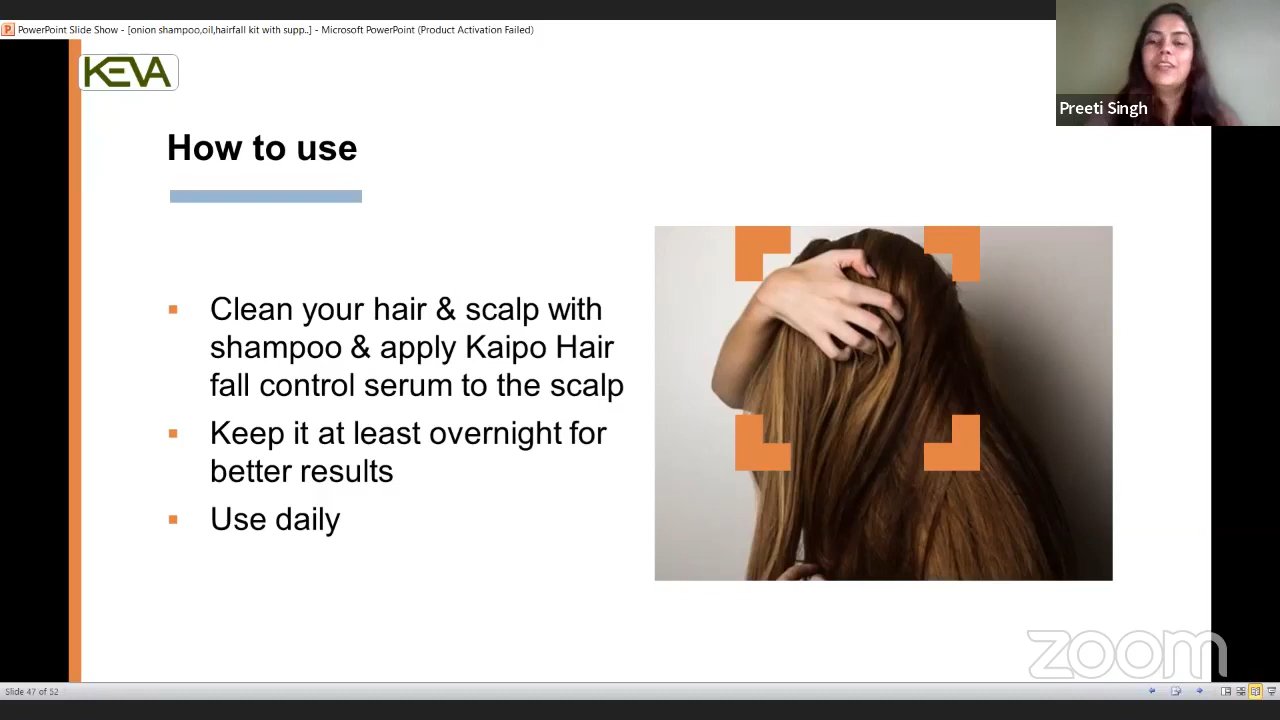 PowerPoint Slide Show - [onion shampoo,oil,hairfall kit with supp..] - Microsoft PowerPoint (Product Activation Failed)
KEVA
Preeti Singh
How to use
Clean your hair & scalp with
shampoo & apply Kaipo Hair
fall control serum to the scalp
Keep it at least overnight for
better results
Use daily
zoom
Slide 47 of 52